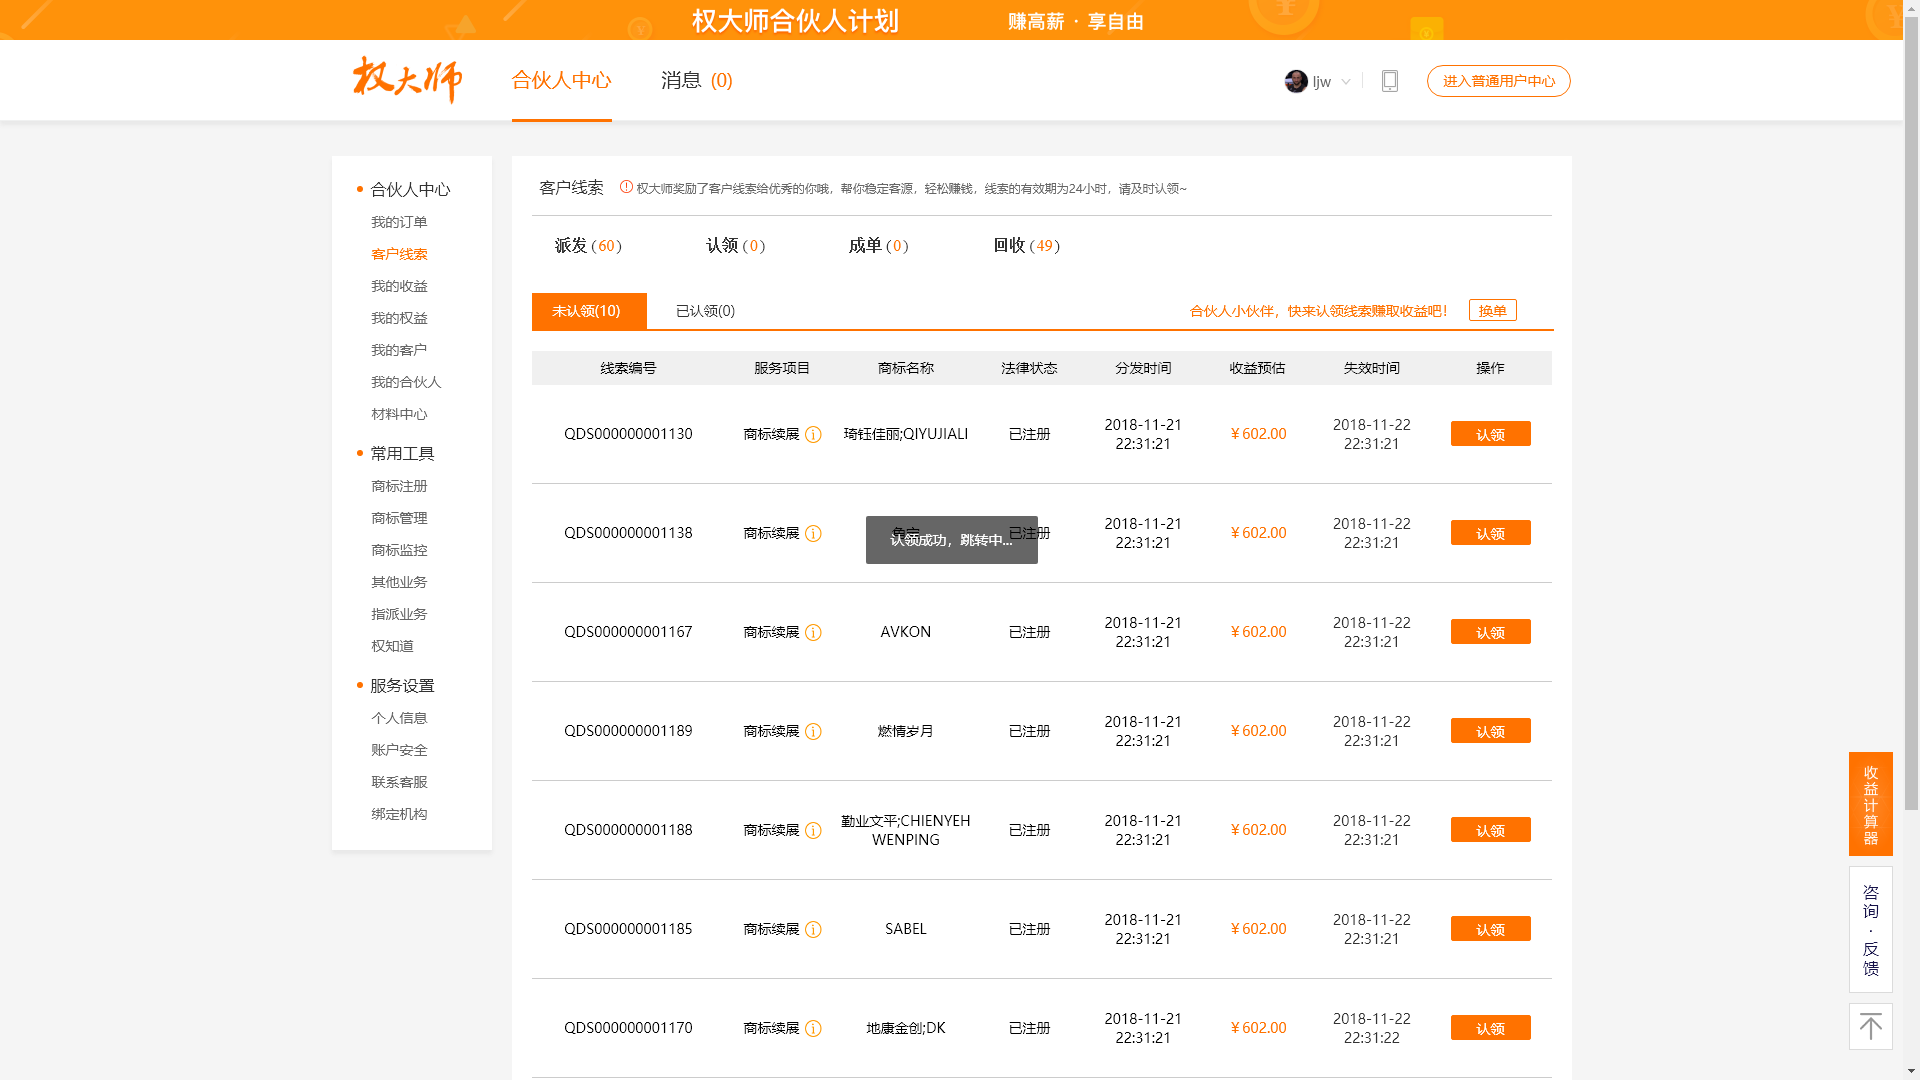 权大师合伙人计划 赚高薪 · 享自由
权大师 合伙人中心 消息 (0) ljw 进入普通用户中心
合伙人中心
我的订单
客户线索
我的收益
我的权益
我的客户
我的合伙人
材料中心
常用工具
商标注册
商标管理
商标监控
其他业务
指派业务
权知道
服务设置
个人信息
账户安全
联系客服
绑定机构
客户线索 权大师奖励了客户线索给优秀的你哦，帮你稳定客源，轻松赚钱，线索的有效期为24小时，请及时认领~
派发 (60) 认领 (0) 成单 (0) 回收 (49)
未认领(10) 已认领(0) 合伙人小伙伴，快来认领线索赚取收益吧！ 换单
线索编号 服务项目 商标名称 法律状态 分发时间 收益预估 失效时间 操作
QDS000000001130 商标续展 琦钰佳丽;QIYUJIALI 已注册 2018-11-21 22:31:21 ¥602.00 2018-11-22 22:31:21 认领
QDS000000001138 商标续展 已注册 2018-11-21 22:31:21 ¥602.00 2018-11-22 22:31:21 认领
认领成功，跳转中...
QDS000000001167 商标续展 AVKON 已注册 2018-11-21 22:31:21 ¥602.00 2018-11-22 22:31:21 认领
QDS000000001189 商标续展 燃情岁月 已注册 2018-11-21 22:31:21 ¥602.00 2018-11-22 22:31:21 认领
QDS000000001188 商标续展 勤业文平;CHIENYEH WENPING 已注册 2018-11-21 22:31:21 ¥602.00 2018-11-22 22:31:21 认领
QDS000000001185 商标续展 SABEL 已注册 2018-11-21 22:31:21 ¥602.00 2018-11-22 22:31:21 认领
QDS000000001170 商标续展 地康金创;DK 已注册 2018-11-21 22:31:21 ¥602.00 2018-11-22 22:31:22 认领
收益计算器
咨询·反馈